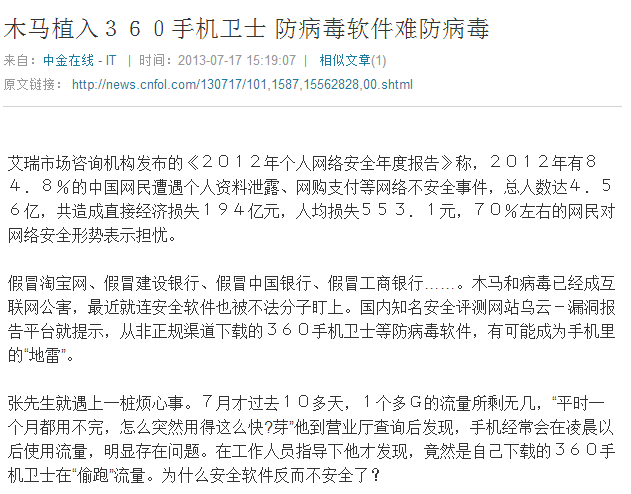 木马植入３６０手机卫士 防病毒软件难防病毒
来自：中金在线 - IT | 时间：2013-07-17 15:19:07 | 相似文章(1)
原文链接： http://news.cnfol.com/130717/101,1587,15562828,00.shtml
艾瑞市场咨询机构发布的《２０１２年个人网络安全年度报告》称，２０１２年有８
４．８％的中国网民遭遇个人资料泄露、网购支付等网络不安全事件，总人数达４．５
６亿，共造成直接经济损失１９４亿元，人均损失５５３．１元，７０％左右的网民对
网络安全形势表示担忧。
假冒淘宝网、假冒建设银行、假冒中国银行、假冒工商银行……。木马和病毒已经成互
联网公害，最近就连安全软件也被不法分子盯上。国内知名安全评测网站乌云－漏洞报
告平台就提示，从非正规渠道下载的３６０手机卫士等防病毒软件，有可能成为手机里
的“地雷”。
张先生就遇上一桩烦心事。７月才过去１０多天，１个多Ｇ的流量所剩无几，“平时一
个月都用不完，怎么突然用得这么快?芽”他到营业厅查询后发现，手机经常会在凌晨以
后使用流量，明显存在问题。在工作人员指导下他才发现，竟然是自己下载的３６０手
机卫士在“偷跑”流量。为什么安全软件反而不安全了？